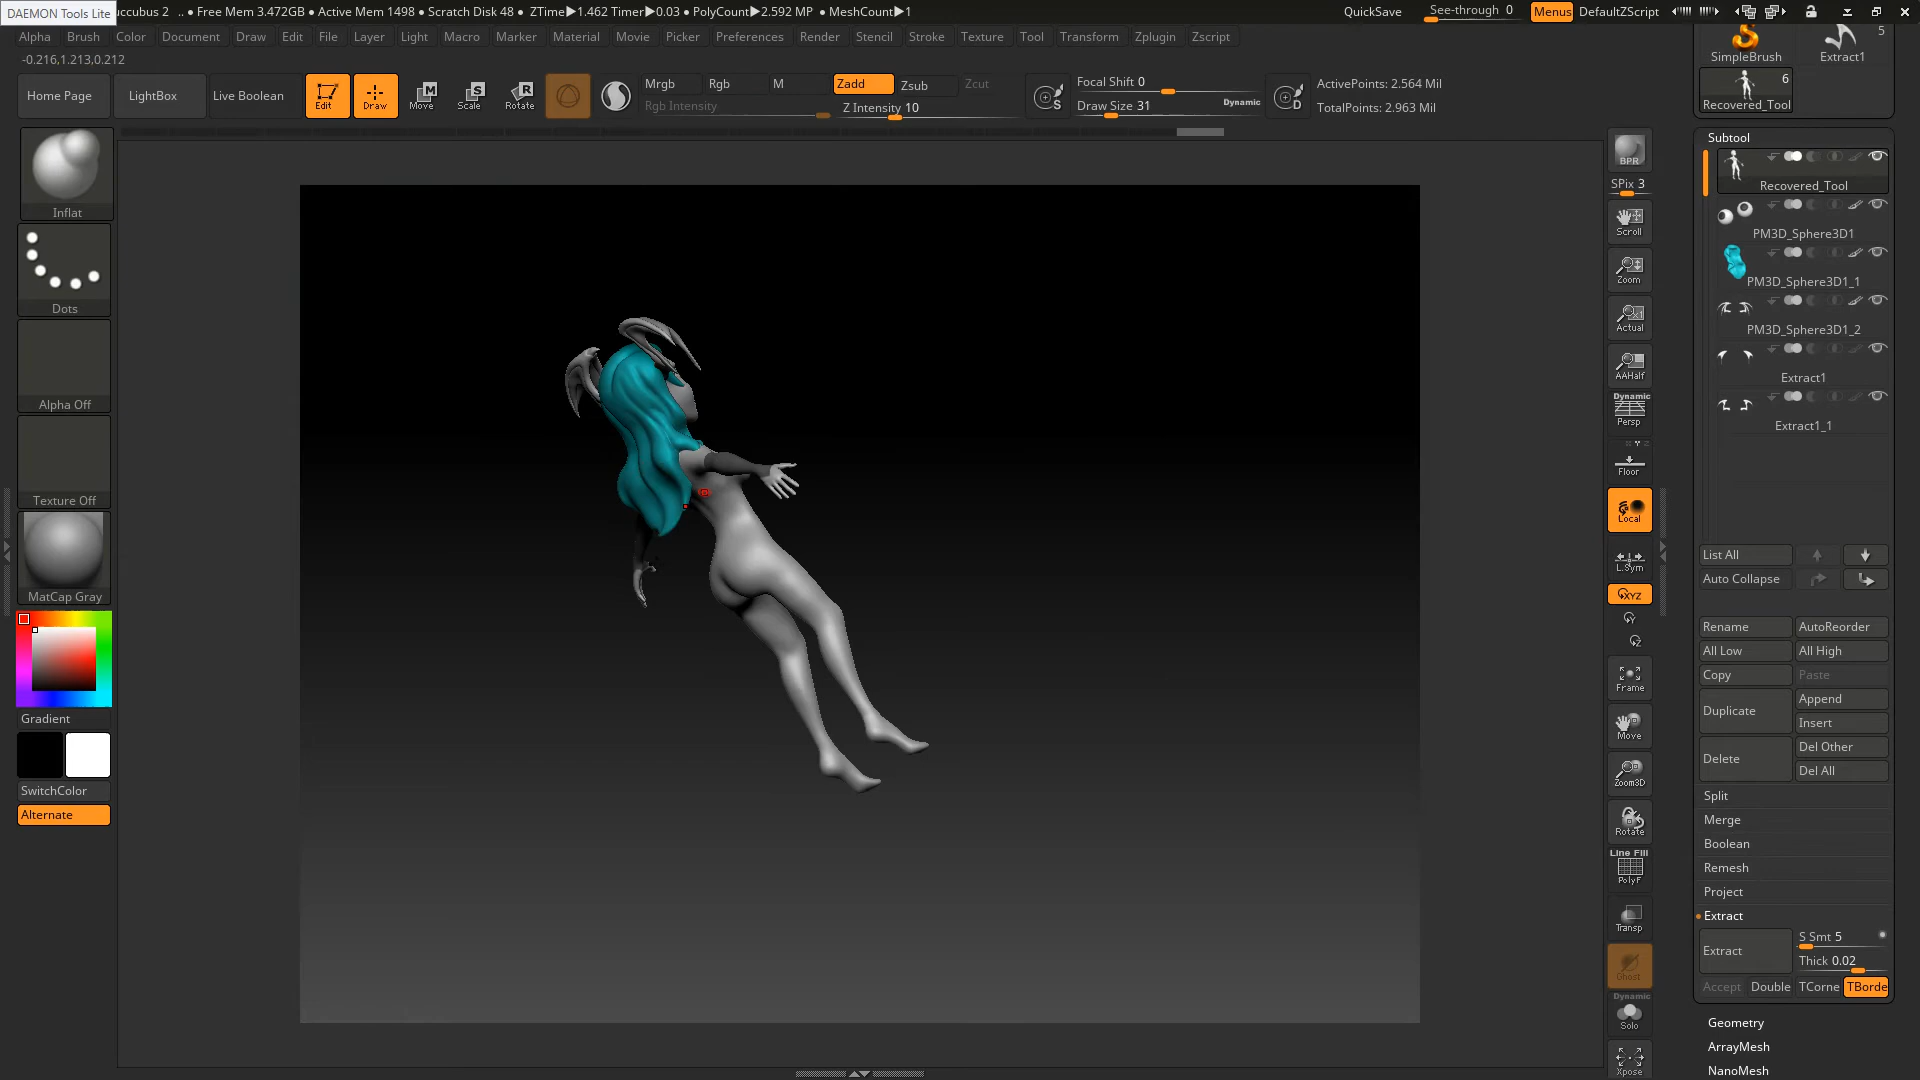 DAEMON Tools Lite
uccubus 2 .. ● Free Mem 3.472GB ● Active Mem 1498 ● Scratch Disk 48 ● ZTime▶1.462 Timer▶0.03 ● PolyCount▶2.592 MP ● MeshCount▶1
QuickSave See-through 0 Menus DefaultZScript
Alpha Brush Color Document Draw Edit File Layer Light Macro Marker Material Movie Picker Preferences Render Stencil Stroke Texture Tool Transform Zplugin Zscript
-0.216,1.213,0.212
Home Page LightBox Live Boolean
Edit Draw Move Scale Rotate
Mrgb Rgb M
Rgb Intensity
Zadd Zsub Zcut
Z Intensity 10
Focal Shift 0
Draw Size 31 Dynamic
ActivePoints: 2.564 Mil
TotalPoints: 2.963 Mil
Inflat
Dots
Alpha Off
Texture Off
MatCap Gray
Gradient
SwitchColor
Alternate
BPR
SPix 3
Scroll
Zoom
Actual
AAHalf
Dynamic
Persp
Floor
Local
L.Sym
XYZ
Y
Z
Frame
Move
Zoom3D
Rotate
Line Fill
PolyF
Transp
Ghost
Dynamic
Solo
Xpose
SimpleBrush
5
Extract1
6
Recovered_Tool
Subtool
Recovered_Tool
PM3D_Sphere3D1
PM3D_Sphere3D1_1
PM3D_Sphere3D1_2
Extract1
Extract1_1
List All
Auto Collapse
Rename AutoReorder
All Low All High
Copy Paste
Duplicate Append
Insert
Delete Del Other
Del All
Split
Merge
Boolean
Remesh
Project
Extract
Extract S Smt 5
Thick 0.02
Accept Double TCorne TBorde
Geometry
ArrayMesh
NanoMesh